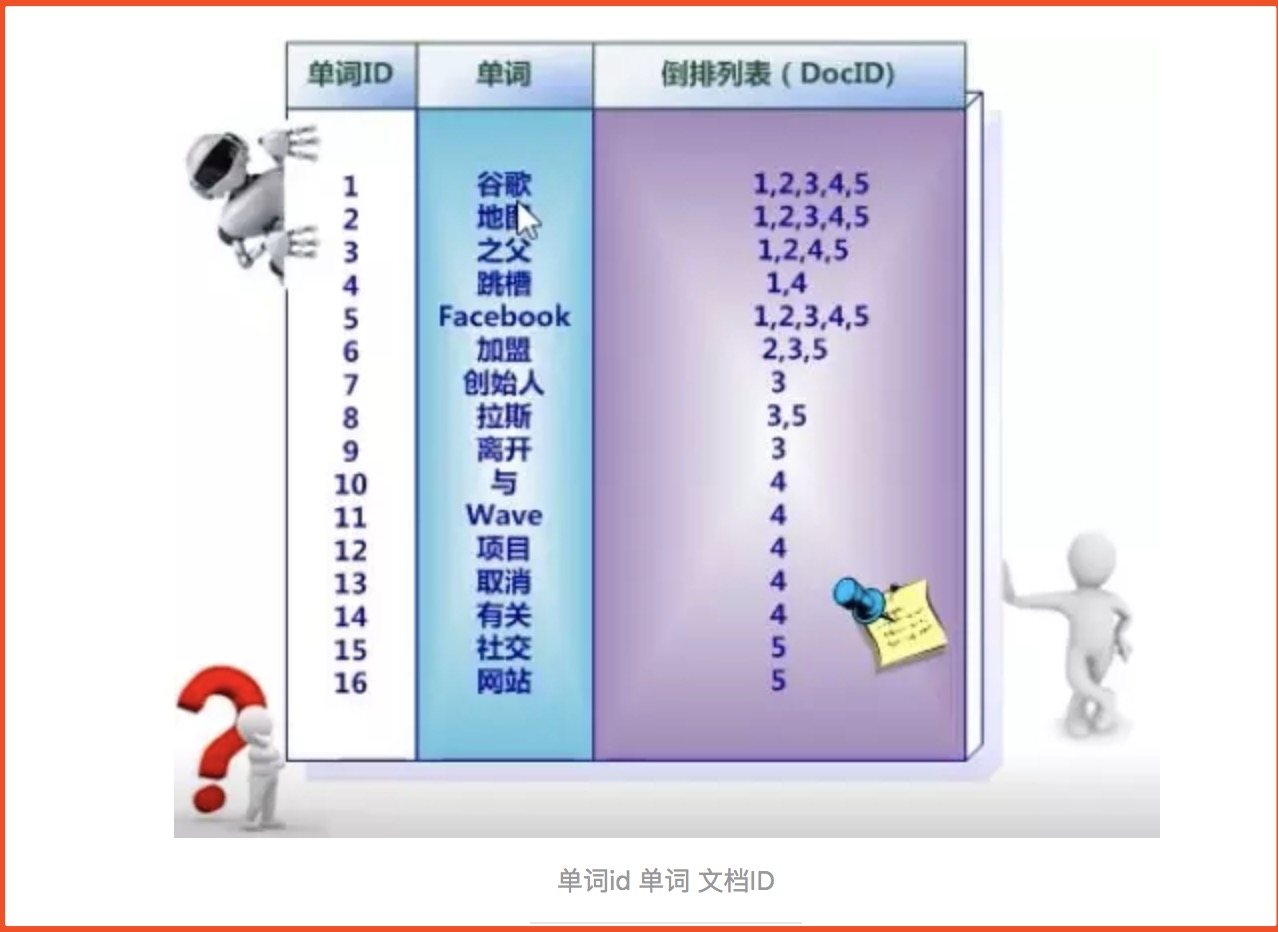 单词ID 单词 倒排列表（DocID)
1 谷歌 1,2,3,4,5
2 地图 1,2,3,4,5
3 之父 1,2,4,5
4 跳槽 1,4
5 Facebook 1,2,3,4,5
6 加盟 2,3,5
7 创始人 3
8 拉斯 3,5
9 离开 3
10 与 4
11 Wave 4
12 项目 4
13 取消 4
14 有关 4
15 社交 5
16 网站 5
单词id 单词 文档ID